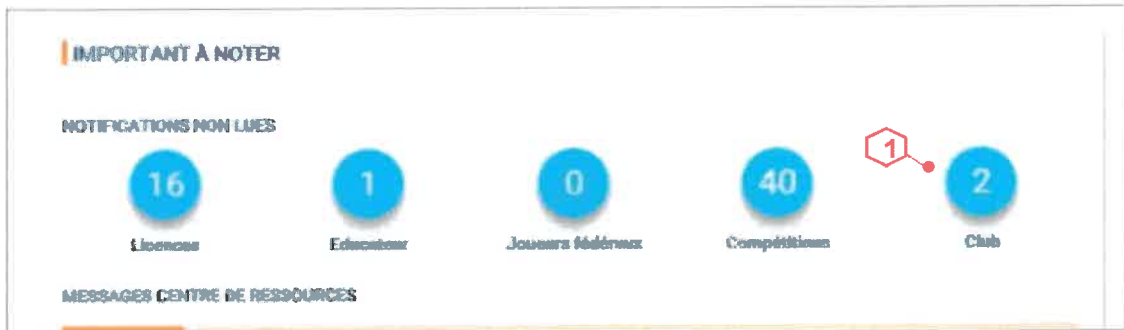 IMPORTANT À NOTER
NOTIFICATIONS NON LUES
1
16 1 0 40 2
Licences Educateur Joueurs fédéraux Compétitions Club
MESSAGES CENTRE DE RESSOURCES